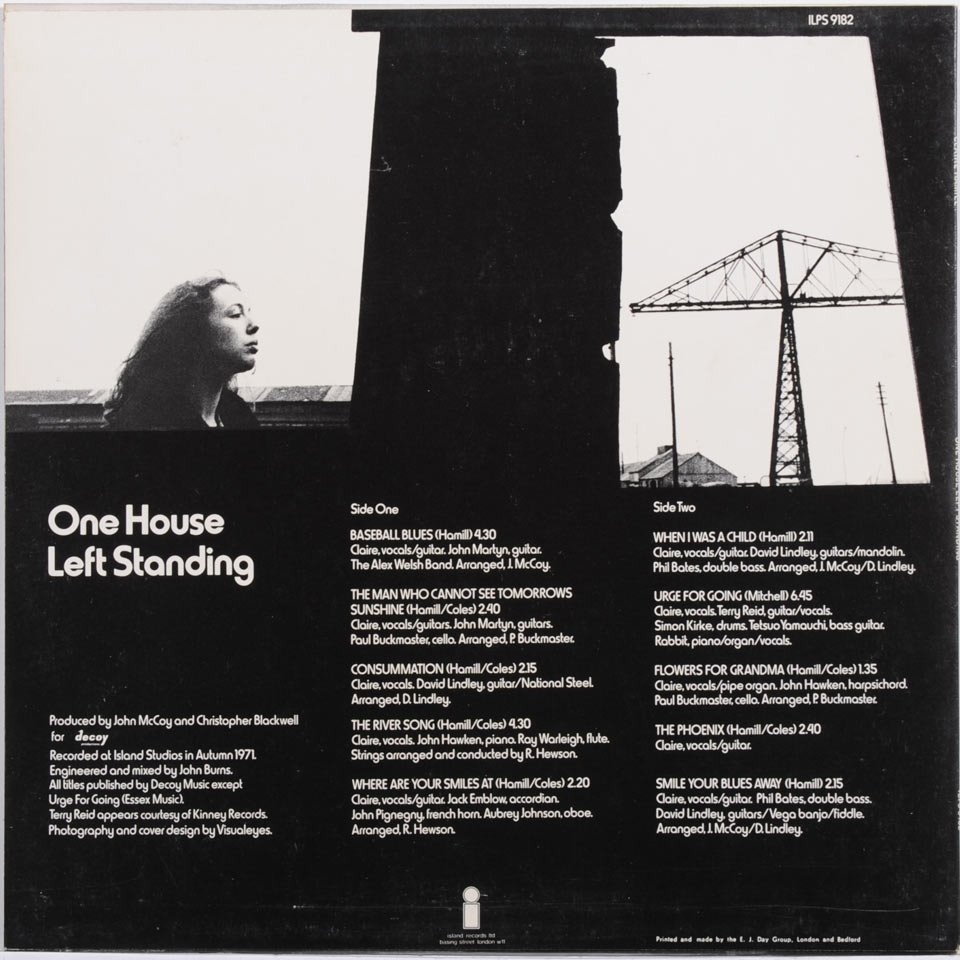 ILPS 9182
One House
Left Standing
Produced by John McCoy and Christopher Blackwell
for decoy
productions
Recorded at Island Studios in Autumn 1971.
Engineered and mixed by John Burns.
All titles published by Decoy Music except
Urge For Going (Essex Music).
Terry Reid appears courtesy of Kinney Records.
Photography and cover design by Visualeyes.
Side One
BASEBALL BLUES (Hamill) 4.30
Claire, vocals/guitar. John Martyn, guitar.
The Alex Welsh Band. Arranged, J. McCoy.
THE MAN WHO CANNOT SEE TOMORROWS
SUNSHINE (Hamill/Coles) 2.40
Claire, vocals/guitars. John Martyn, guitars.
Paul Buckmaster, cello. Arranged, P. Buckmaster.
CONSUMMATION (Hamill/Coles) 2.15
Claire, vocals. David Lindley, guitar/National Steel.
Arranged, D. Lindley.
THE RIVER SONG (Hamill/Coles) 4.30
Claire, vocals. John Hawken, piano. Ray Warleigh, flute.
Strings arranged and conducted by R. Hewson.
WHERE ARE YOUR SMILES AT (Hamill/Coles) 2.20
Claire, vocals/guitar. Jack Emblow, accordian.
John Pignegny, french horn. Aubrey Johnson, oboe.
Arranged, R. Hewson.
Side Two
WHEN I WAS A CHILD (Hamill) 2.11
Claire, vocals/guitar. David Lindley, guitars/mandolin.
Phil Bates, double bass. Arranged, J. McCoy/D. Lindley.
URGE FOR GOING (Mitchell) 6.45
Claire, vocals. Terry Reid, guitar/vocals.
Simon Kirke, drums. Tetsuo Yamauchi, bass guitar.
Rabbit, piano/organ/vocals.
FLOWERS FOR GRANDMA (Hamill/Coles) 1.35
Claire, vocals/pipe organ. John Hawken, harpsichord.
Paul Buckmaster, cello. Arranged, P. Buckmaster.
THE PHOENIX (Hamill/Coles) 2.40
Claire, vocals/guitar.
SMILE YOUR BLUES AWAY (Hamill) 2.15
Claire, vocals/guitar. Phil Bates, double bass.
David Lindley, guitars/Vega banjo/fiddle.
Arranged, J. McCoy/D. Lindley.
island records ltd
basing street london w11
Printed and made by the E. J. Day Group, London and Bedford